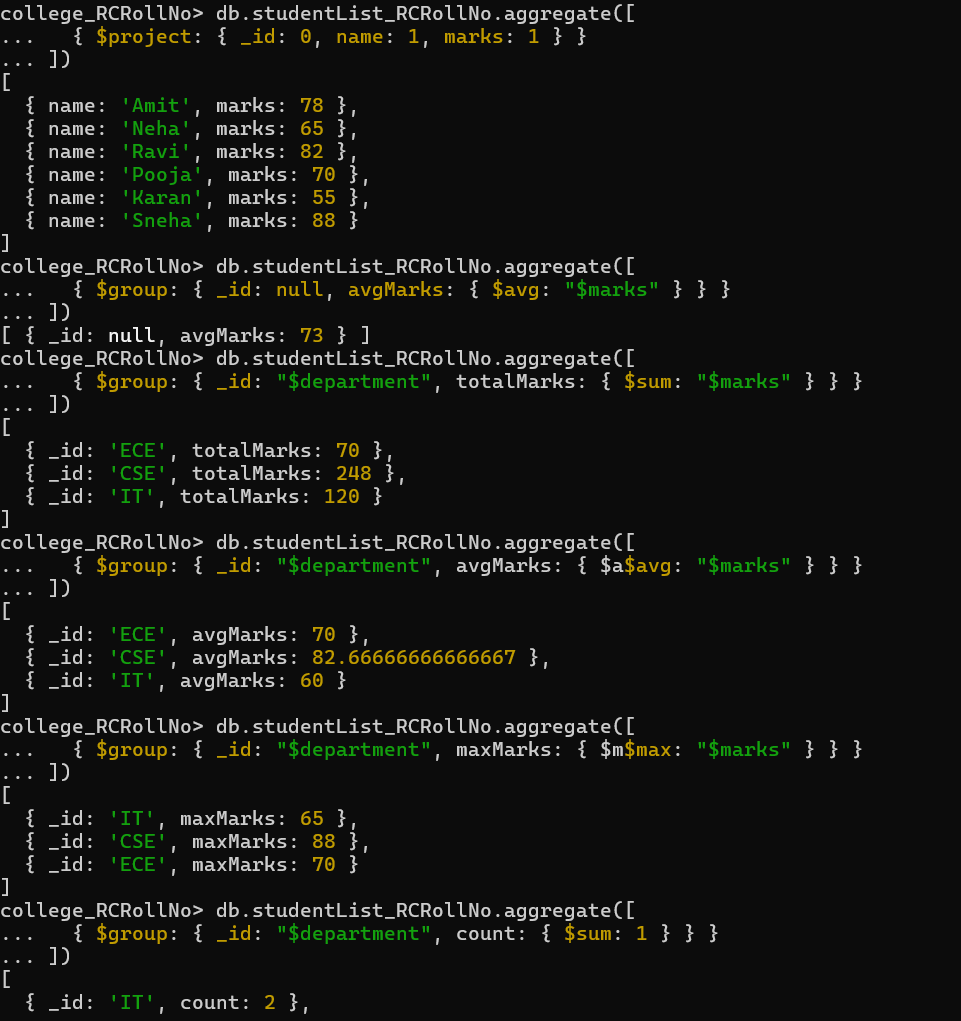 college_RCRollNo> db.studentList_RCRollNo.aggregate([
...   { $project: { _id: 0, name: 1, marks: 1 } }
... ])
[
  { name: 'Amit', marks: 78 },
  { name: 'Neha', marks: 65 },
  { name: 'Ravi', marks: 82 },
  { name: 'Pooja', marks: 70 },
  { name: 'Karan', marks: 55 },
  { name: 'Sneha', marks: 88 }
]
college_RCRollNo> db.studentList_RCRollNo.aggregate([
...   { $group: { _id: null, avgMarks: { $avg: "$marks" } } }
... ])
[ { _id: null, avgMarks: 73 } ]
college_RCRollNo> db.studentList_RCRollNo.aggregate([
...   { $group: { _id: "$department", totalMarks: { $sum: "$marks" } } }
... ])
[
  { _id: 'ECE', totalMarks: 70 },
  { _id: 'CSE', totalMarks: 248 },
  { _id: 'IT', totalMarks: 120 }
]
college_RCRollNo> db.studentList_RCRollNo.aggregate([
...   { $group: { _id: "$department", avgMarks: { $a$avg: "$marks" } } }
... ])
[
  { _id: 'ECE', avgMarks: 70 },
  { _id: 'CSE', avgMarks: 82.66666666666667 },
  { _id: 'IT', avgMarks: 60 }
]
college_RCRollNo> db.studentList_RCRollNo.aggregate([
...   { $group: { _id: "$department", maxMarks: { $m$max: "$marks" } } }
... ])
[
  { _id: 'IT', maxMarks: 65 },
  { _id: 'CSE', maxMarks: 88 },
  { _id: 'ECE', maxMarks: 70 }
]
college_RCRollNo> db.studentList_RCRollNo.aggregate([
...   { $group: { _id: "$department", count: { $sum: 1 } } }
... ])
[
  { _id: 'IT', count: 2 },